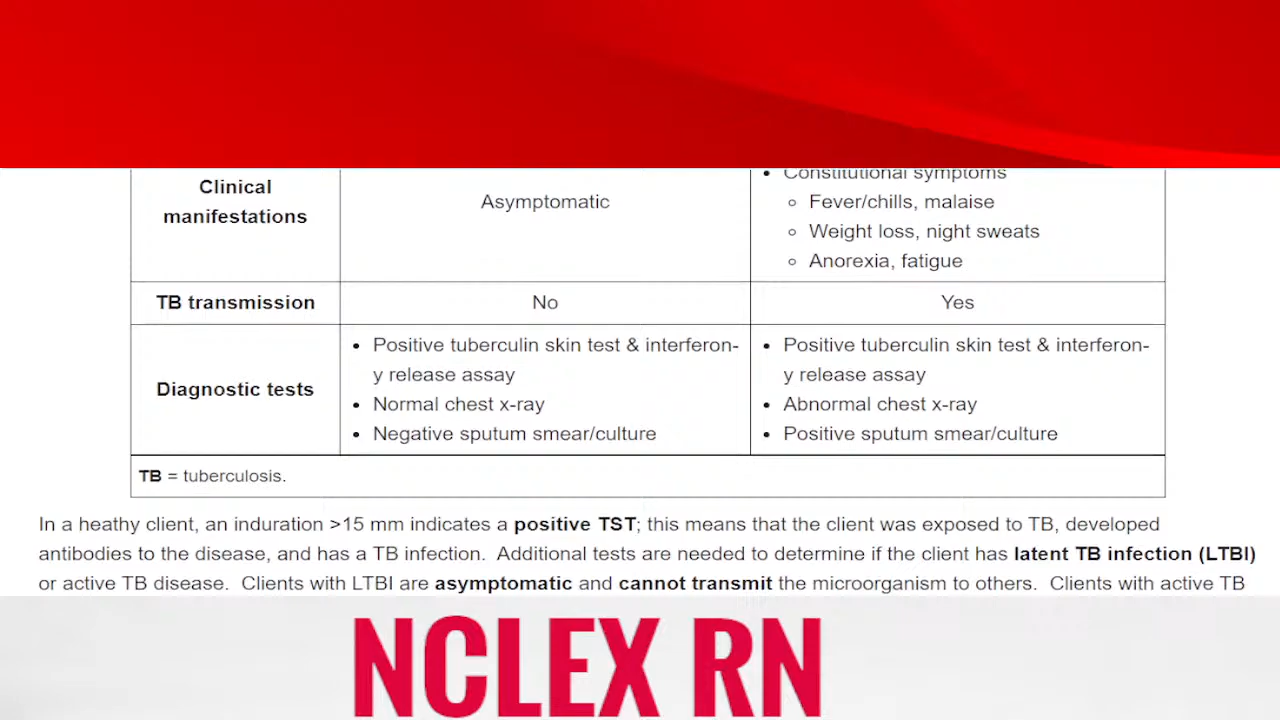 Constitutional symptoms
Clinical
manifestations
Asymptomatic
Fever/chills, malaise
Weight loss, night sweats
Anorexia, fatigue
TB transmission
No
Yes
Diagnostic tests
• Positive tuberculin skin test & interferon-
y release assay
• Normal chest x-ray
• Negative sputum smear/culture
• Positive tuberculin skin test & interferon-
y release assay
• Abnormal chest x-ray
• Positive sputum smear/culture
TB = tuberculosis.
In a heathy client, an induration >15 mm indicates a positive TST; this means that the client was exposed to TB, developed
antibodies to the disease, and has a TB infection. Additional tests are needed to determine if the client has latent TB infection (LTBI)
or active TB disease. Clients with LTBI are asymptomatic and cannot transmit the microorganism to others. Clients with active TB
NCLEX RN